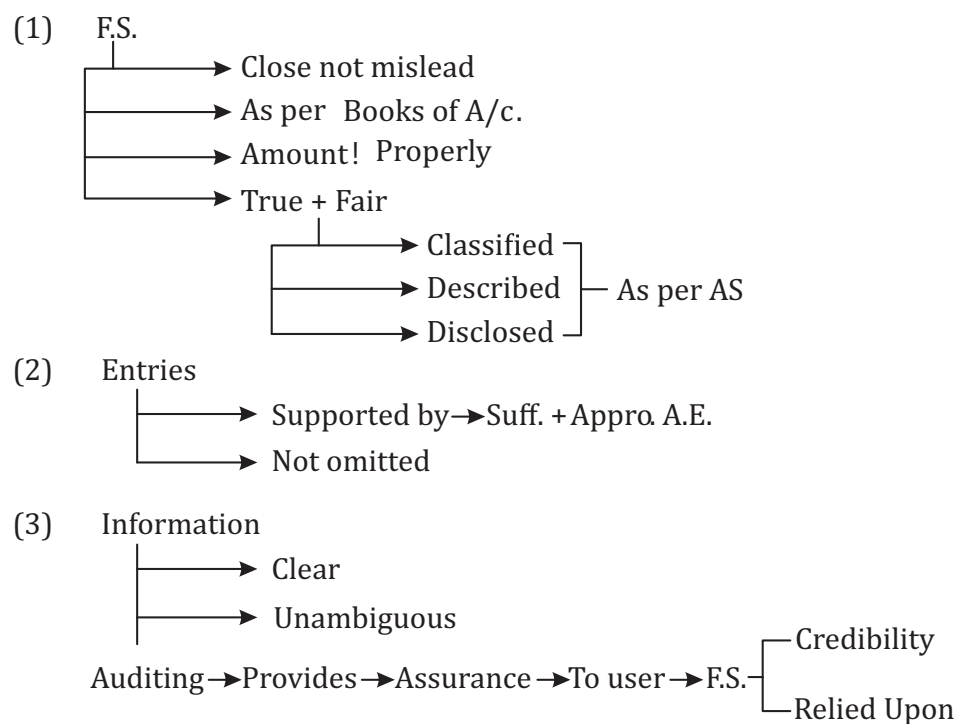 (1) F.S.
Close not mislead
As per Books of A/c.
Amount! Properly
True + Fair
Classified
Described As per AS
Disclosed
(2) Entries
Supported by Suff. + Appro. A.E.
Not omitted
(3) Information
Clear
Unambiguous
Credibility
Auditing Provides Assurance To user F.S.
Relied Upon